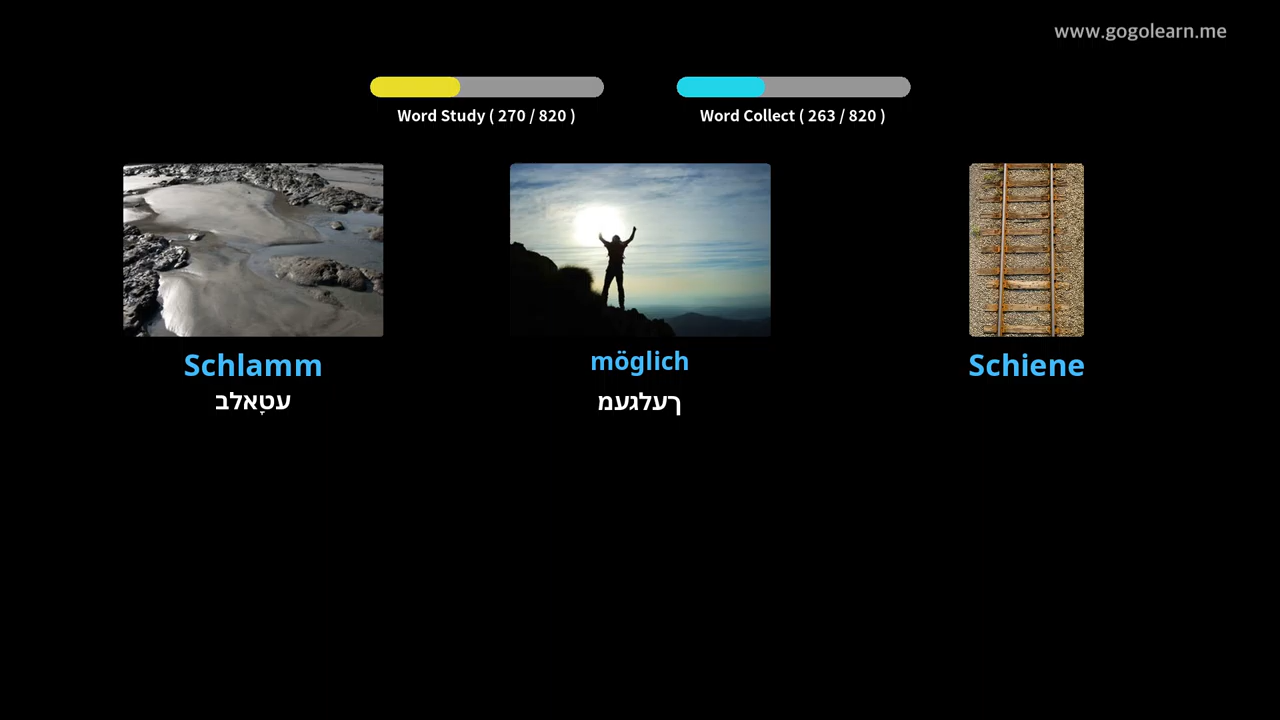 www.gogolearn.me
Word Study ( 270 / 820 )
Word Collect ( 263 / 820 )
Schlamm
עטָאלב
möglich
ךעלגעמ
Schiene